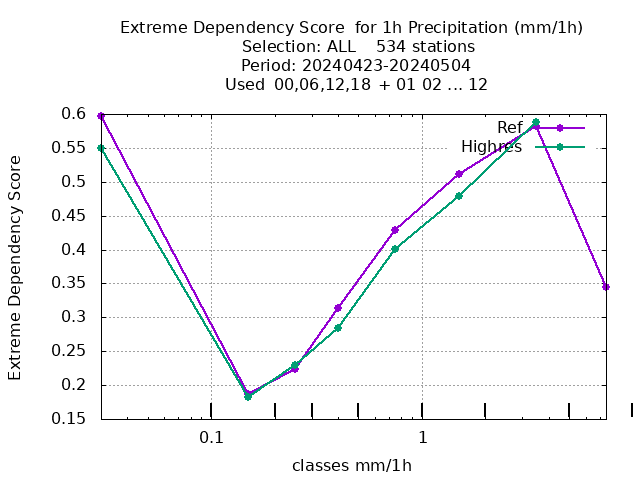 Extreme Dependency Score  for 1h Precipitation (mm/1h)
Selection: ALL    534 stations
Period: 20240423-20240504
Used  00,06,12,18  + 01 02 ... 12
Ref
Highres
0.6
0.55
0.5
0.45
0.4
0.35
0.3
0.25
0.2
0.15
Extreme Dependency Score
0.1
1
classes mm/1h